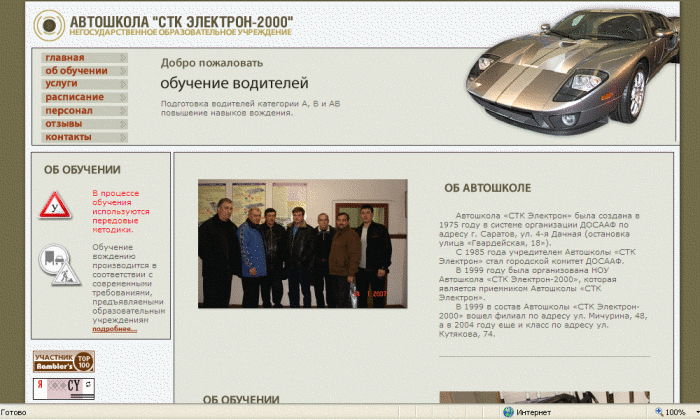 АВТОШКОЛА "СТК ЭЛЕКТРОН-2000"
НЕГОСУДАРСТВЕННОЕ ОБРАЗОВАТЕЛЬНОЕ УЧРЕЖДЕНИЕ
главная
об обучении
услуги
расписание
персонал
отзывы
контакты
Добро пожаловать
обучение водителей
Подготовка водителей категории А, В и АВ
повышение навыков вождения.
ОБ ОБУЧЕНИИ
У
В процессе
обучения
используются
передовые
методики.
Обучение
вождению
производится в
соответствии с
современными
требованиями,
предъявляемыми
образовательным
учреждениям
подробнее...
УЧАСТНИК
Rambler's
TOP
100
Я
CY
2007
ОБ АВТОШКОЛЕ
Автошкола «СТК Электрон» была создана в
1975 году в системе организации ДОСААФ по
адресу г. Саратов, ул. 4-я Дачная (остановка
улица «Гвардейская, 18»).
С 1985 года учредителем Автошколы «СТК
Электрон» стал городской комитет ДОСААФ.
В 1999 году была организована НОУ
Автошкола «СТК Электрон-2000», которая
является приенником Автошколы «СТК
Электрон».
В 1999 в состав Автошколы «СТК Электрон-
2000» вошел филиал по адресу ул. Мичурина, 48,
а в 2004 году еще и класс по адресу ул.
Кутякова, 74.
ОБ ОБУЧЕНИИ
Готово
Интернет
100%